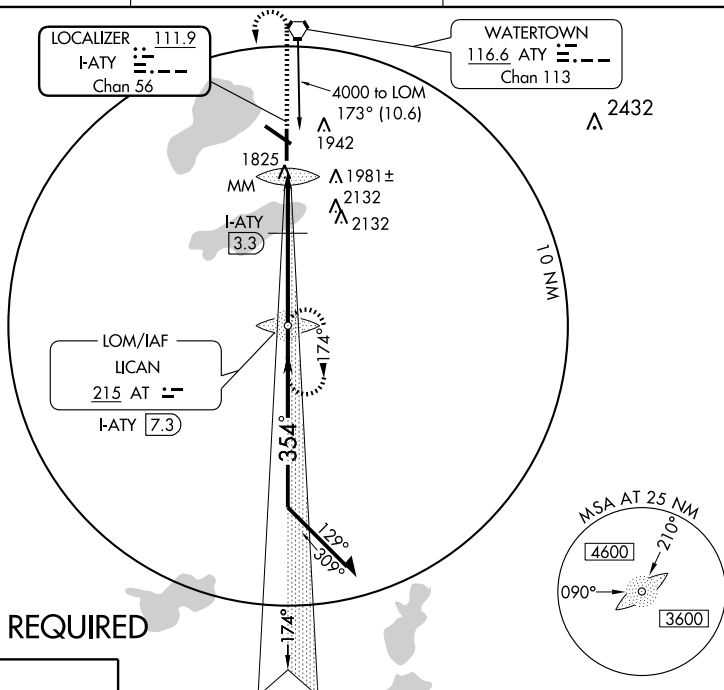 LOCALIZER 111.9
I-ATY
Chan 56
WATERTOWN
116.6 ATY
Chan 113
4000 to LOM
173° (10.6)
2432
1942
1825
MM
1981±
2132
2132
I-ATY
3.3
10 NM
LOM/IAF
LICAN
215 AT
I-ATY 7.3
174°
354°
129°
309°
174°
MSA AT 25 NM
210°
4600
090°
3600
REQUIRED